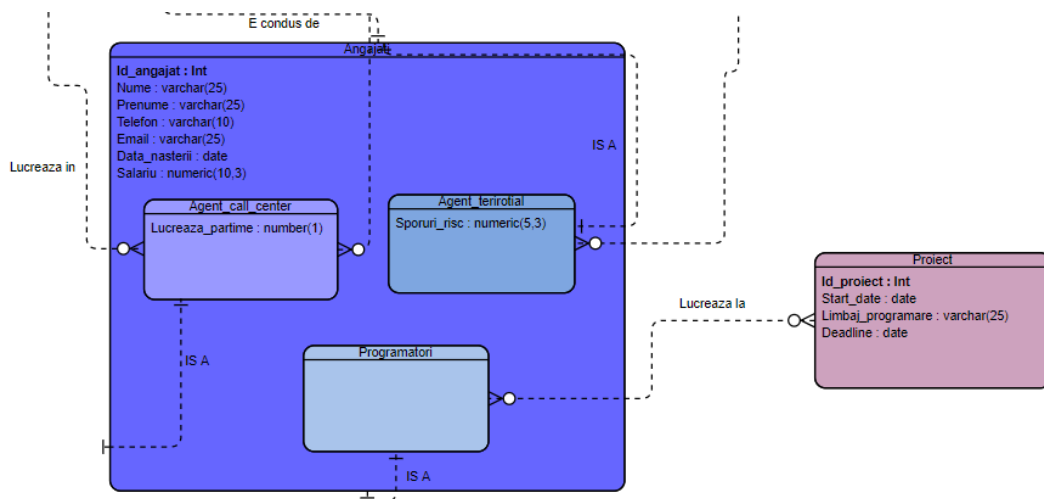 E condus de
Angajati
Id_angajat : Int
Nume : varchar(25)
Prenume : varchar(25)
Telefon : varchar(10)
Email : varchar(25)
Data_nasterii : date
Salariu : numeric(10,3)
Lucreaza in
IS A
Agent_call_center
Lucreaza_partime : number(1)
Agent_terirotial
Sporuri_risc : numeric(5,3)
Proiect
Id_proiect : Int
Start_date : date
Limbaj_programare : varchar(25)
Deadline : date
Lucreaza la
IS A
Programatori
IS A